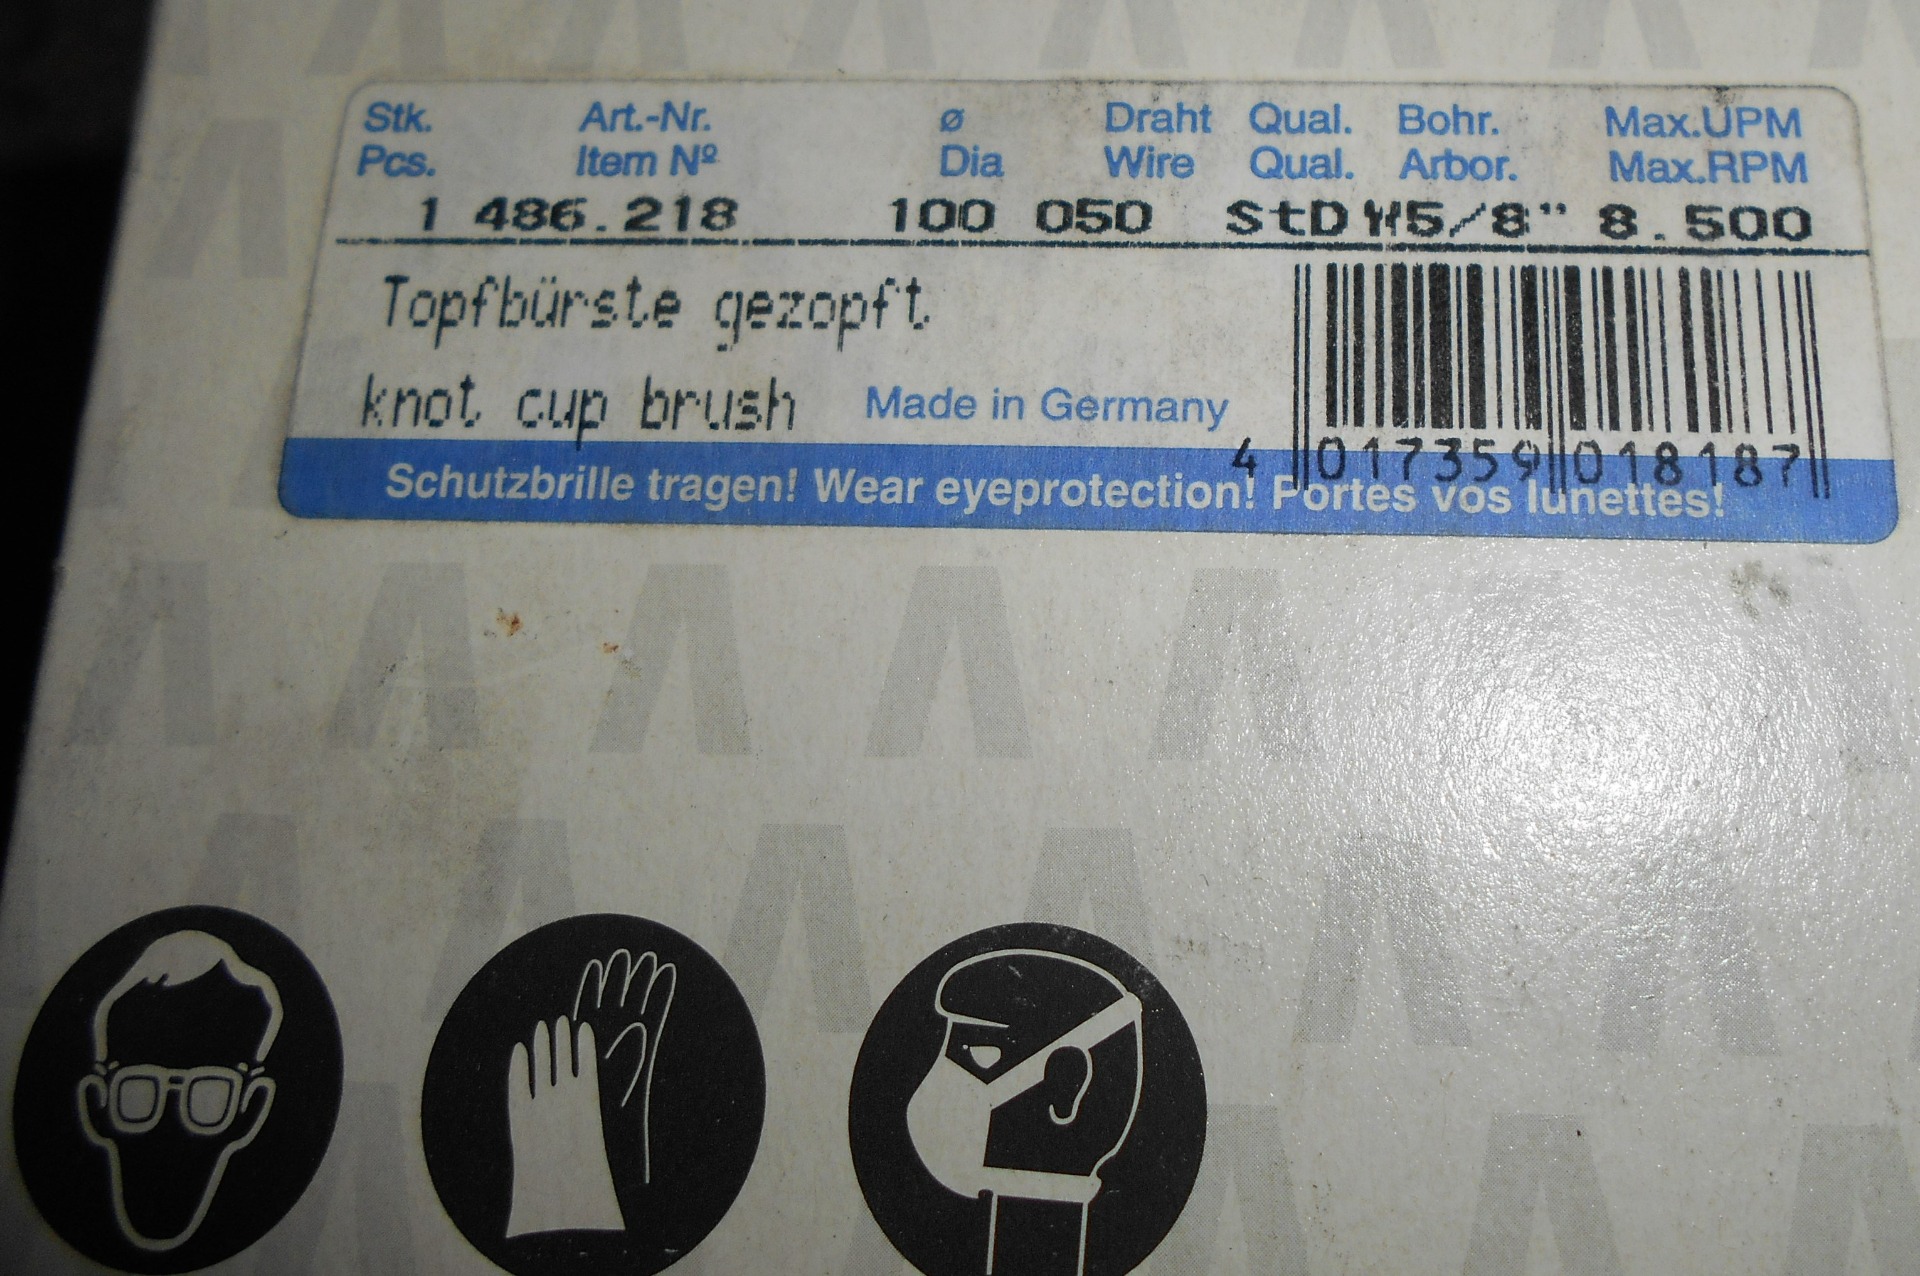 Stk. Art.-Nr. ø Draht Qual. Bohr. Max.UPM
Pcs. Item Nº Dia Wire Qual. Arbor. Max.RPM
1 486.218 100 050 StD W5/8" 8.500
Topfbürste gezopft
knot cup brush Made in Germany
4 017359 018187
Schutzbrille tragen! Wear eyeprotection! Portes vos lunettes!